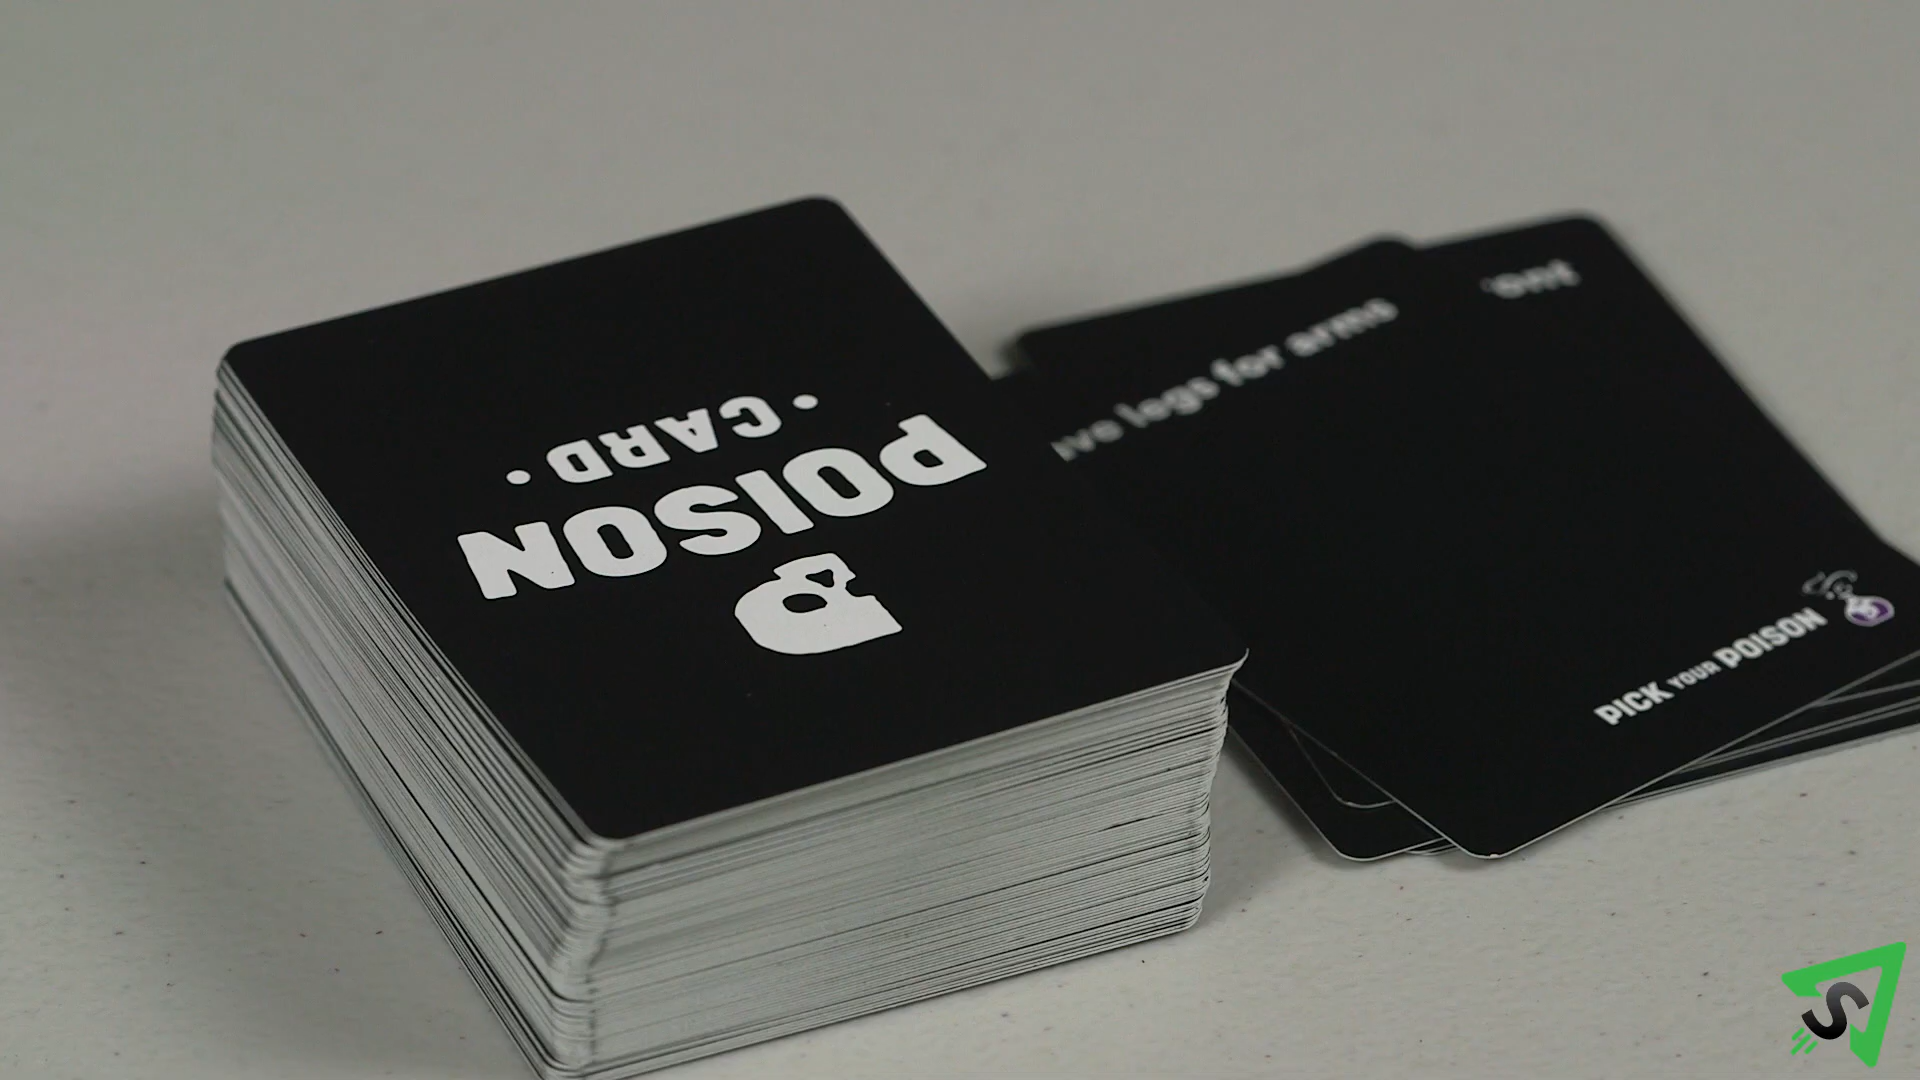 POISON
• CARD •
legs for arms
PICK YOUR POISON
S